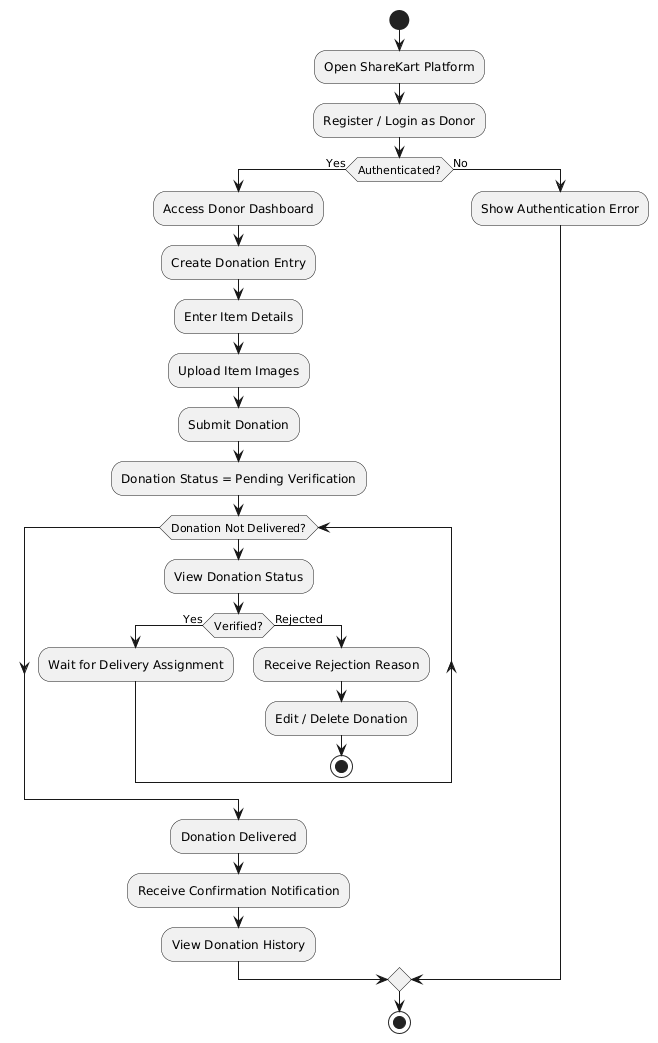 Open ShareKart Platform
Register / Login as Donor
Authenticated?
Yes
No
Access Donor Dashboard
Show Authentication Error
Create Donation Entry
Enter Item Details
Upload Item Images
Submit Donation
Donation Status = Pending Verification
Donation Not Delivered?
View Donation Status
Verified?
Yes
Rejected
Wait for Delivery Assignment
Receive Rejection Reason
Edit / Delete Donation
Donation Delivered
Receive Confirmation Notification
View Donation History